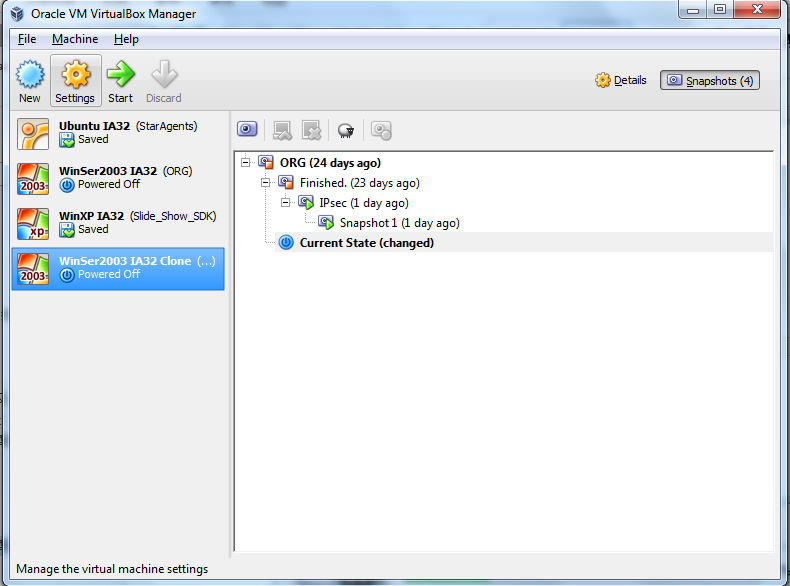 Oracle VM VirtualBox Manager
File Machine Help
New Settings Start Discard
Details Snapshots (4)
Ubuntu IA32 (StarAgents)
Saved
WinSer2003 IA32 (ORG)
Powered Off
WinXP IA32 (Slide_Show_SDK)
Saved
WinSer2003 IA32 Clone (...)
Powered Off
2003
xp
2003
ORG (24 days ago)
Finished. (23 days ago)
IPsec (1 day ago)
Snapshot 1 (1 day ago)
Current State (changed)
Manage the virtual machine settings